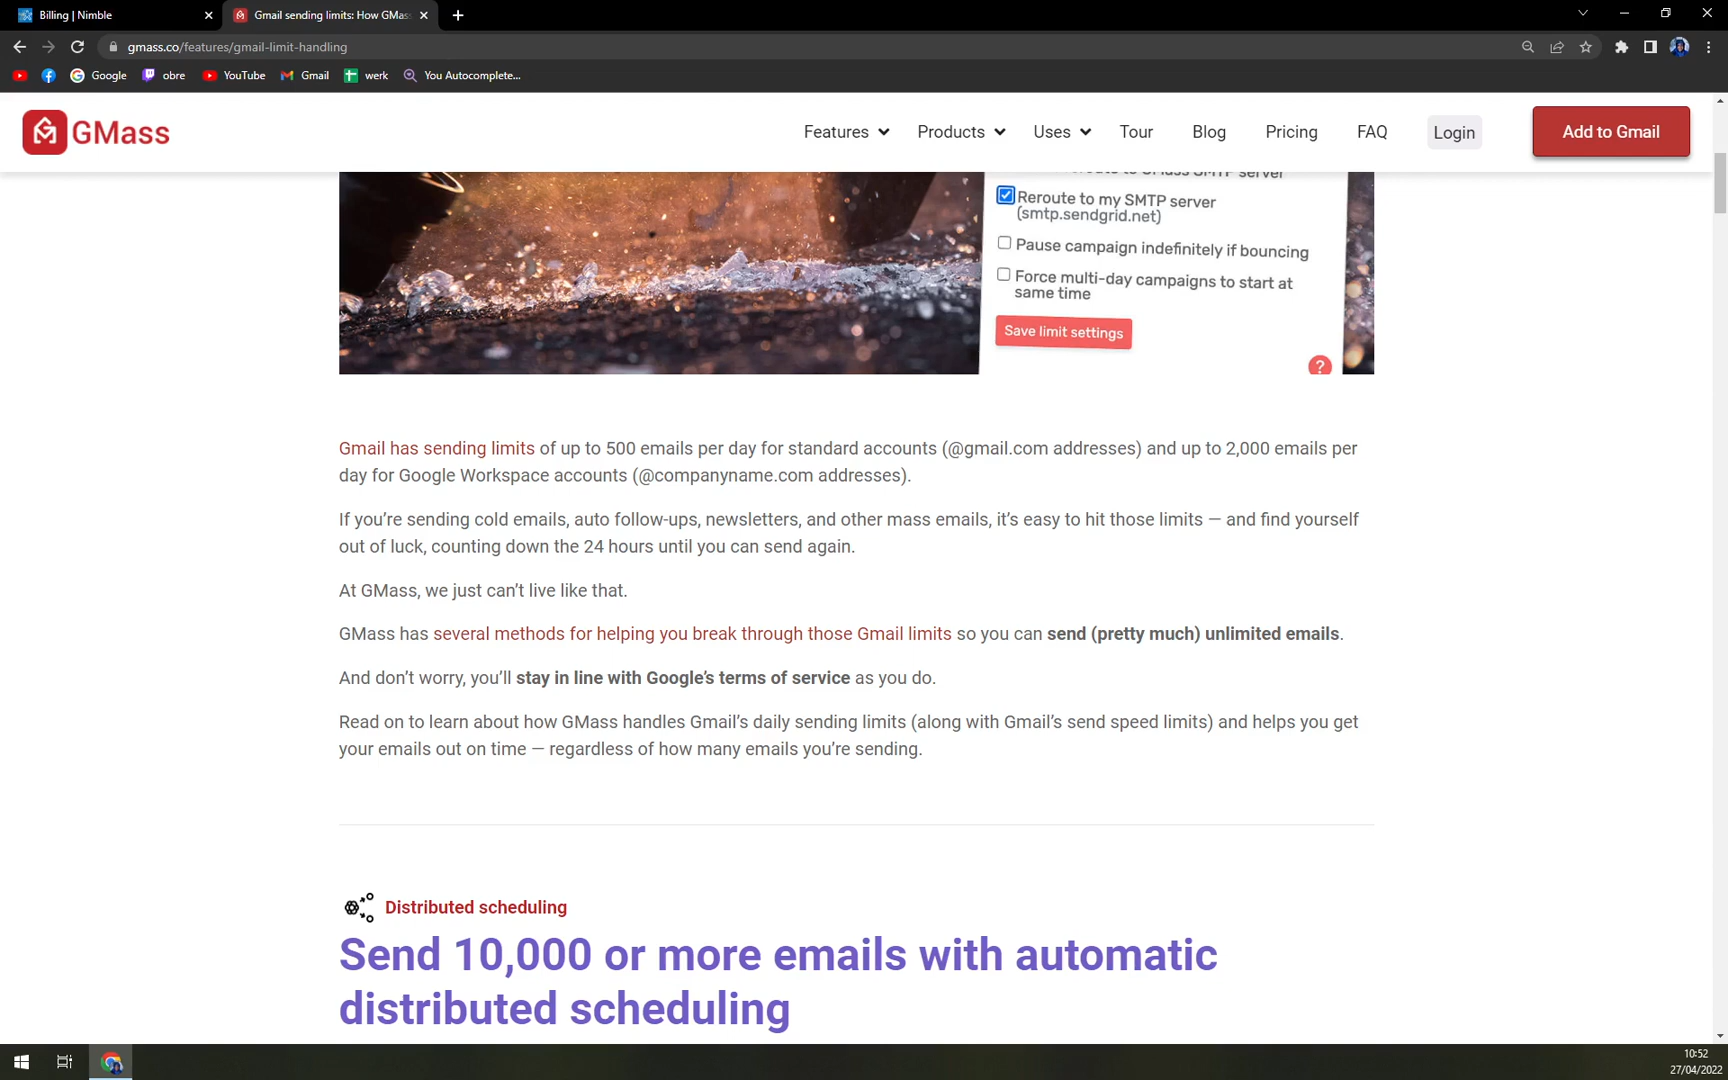 Billing | Nimble
Gmail sending limits: How GMas
gmass.co/features/gmail-limit-handling
Google
obre
YouTube
Gmail
werk
You Autocomplete...
GMass
Features
Products
Uses
Tour
Blog
Pricing
FAQ
Login
Add to Gmail
Reroute to my SMTP server
(smtp.sendgrid.net)
Pause campaign indefinitely if bouncing
Force multi-day campaigns to start at
same time
Save limit settings
?
Gmail has sending limits of up to 500 emails per day for standard accounts (@gmail.com addresses) and up to 2,000 emails per
day for Google Workspace accounts (@companyname.com addresses).
If you’re sending cold emails, auto follow-ups, newsletters, and other mass emails, it’s easy to hit those limits — and find yourself
out of luck, counting down the 24 hours until you can send again.
At GMass, we just can’t live like that.
GMass has several methods for helping you break through those Gmail limits so you can send (pretty much) unlimited emails.
And don’t worry, you’ll stay in line with Google’s terms of service as you do.
Read on to learn about how GMass handles Gmail’s daily sending limits (along with Gmail’s send speed limits) and helps you get
your emails out on time — regardless of how many emails you’re sending.
Distributed scheduling
Send 10,000 or more emails with automatic
distributed scheduling
10:52
27/04/2022